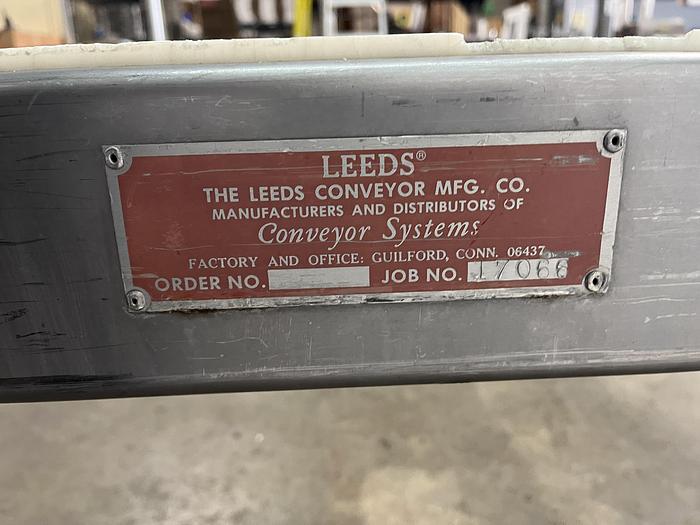 LEEDS®
THE LEEDS CONVEYOR MFG. CO.
MANUFACTURERS AND DISTRIBUTORS OF
Conveyor Systems
FACTORY AND OFFICE: GUILFORD, CONN. 06437
ORDER NO. JOB NO. 17066